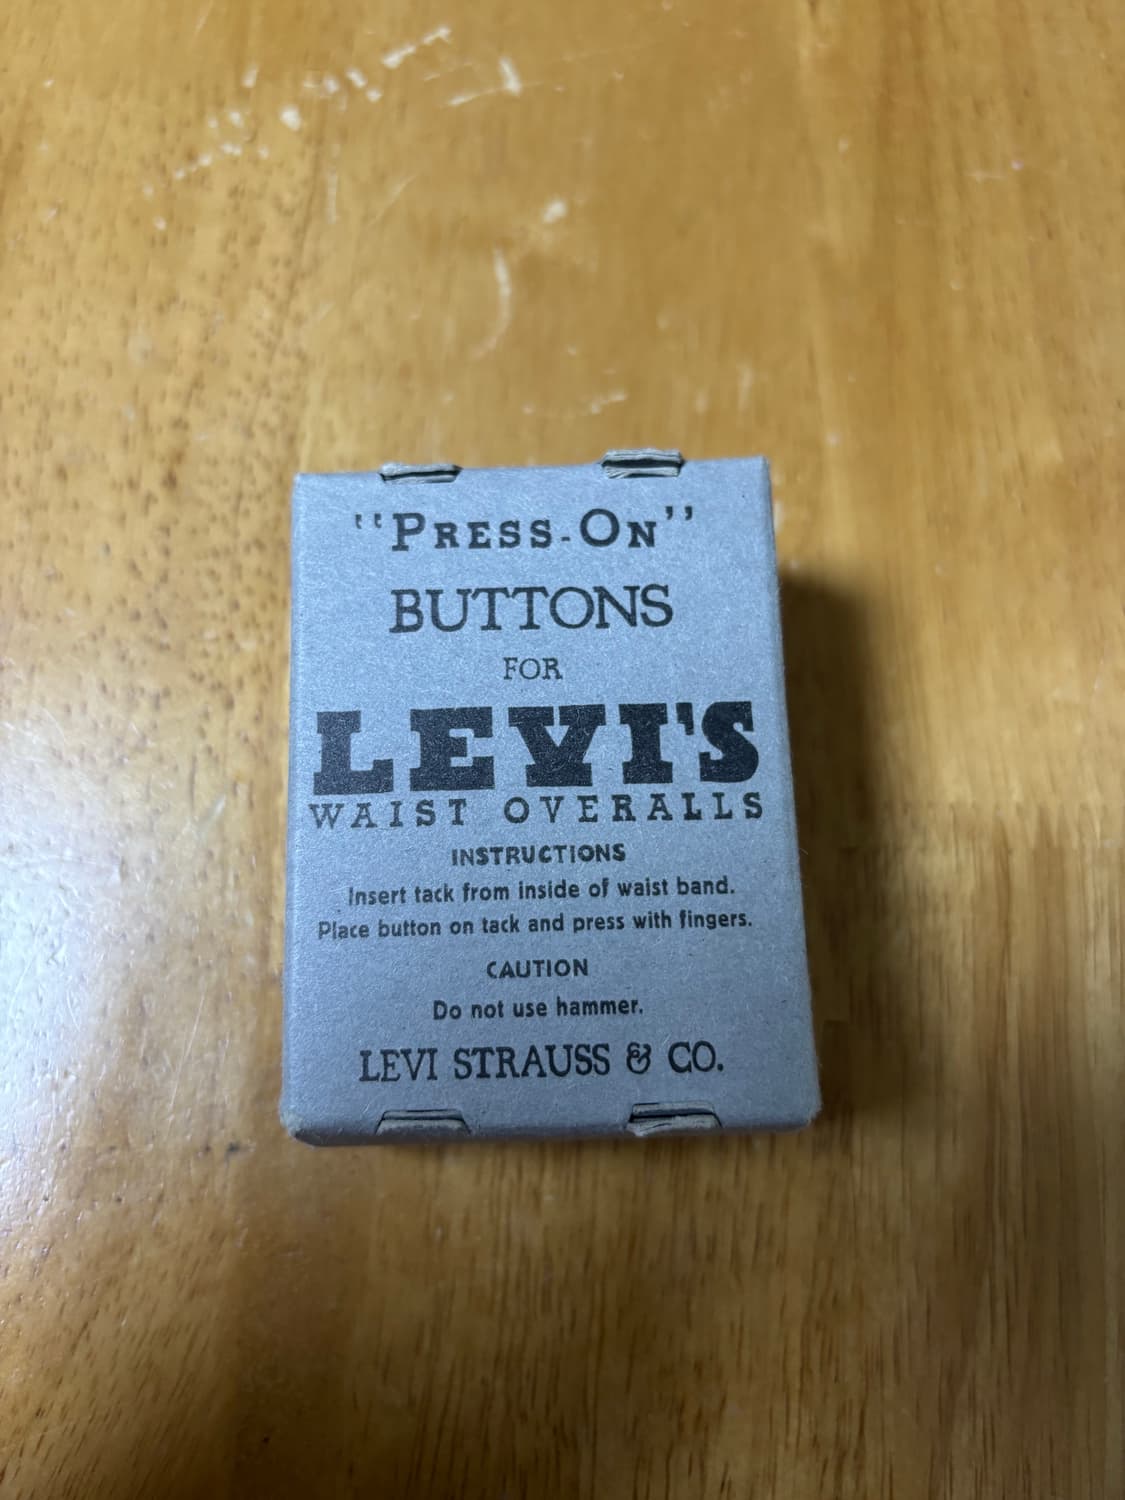 "PRESS-ON"
BUTTONS
FOR
LEVI'S
WAIST OVERALLS
INSTRUCTIONS
Insert tack from inside of waist band.
Place button on tack and press with fingers.
CAUTION
Do not use hammer.
LEVI STRAUSS & CO.